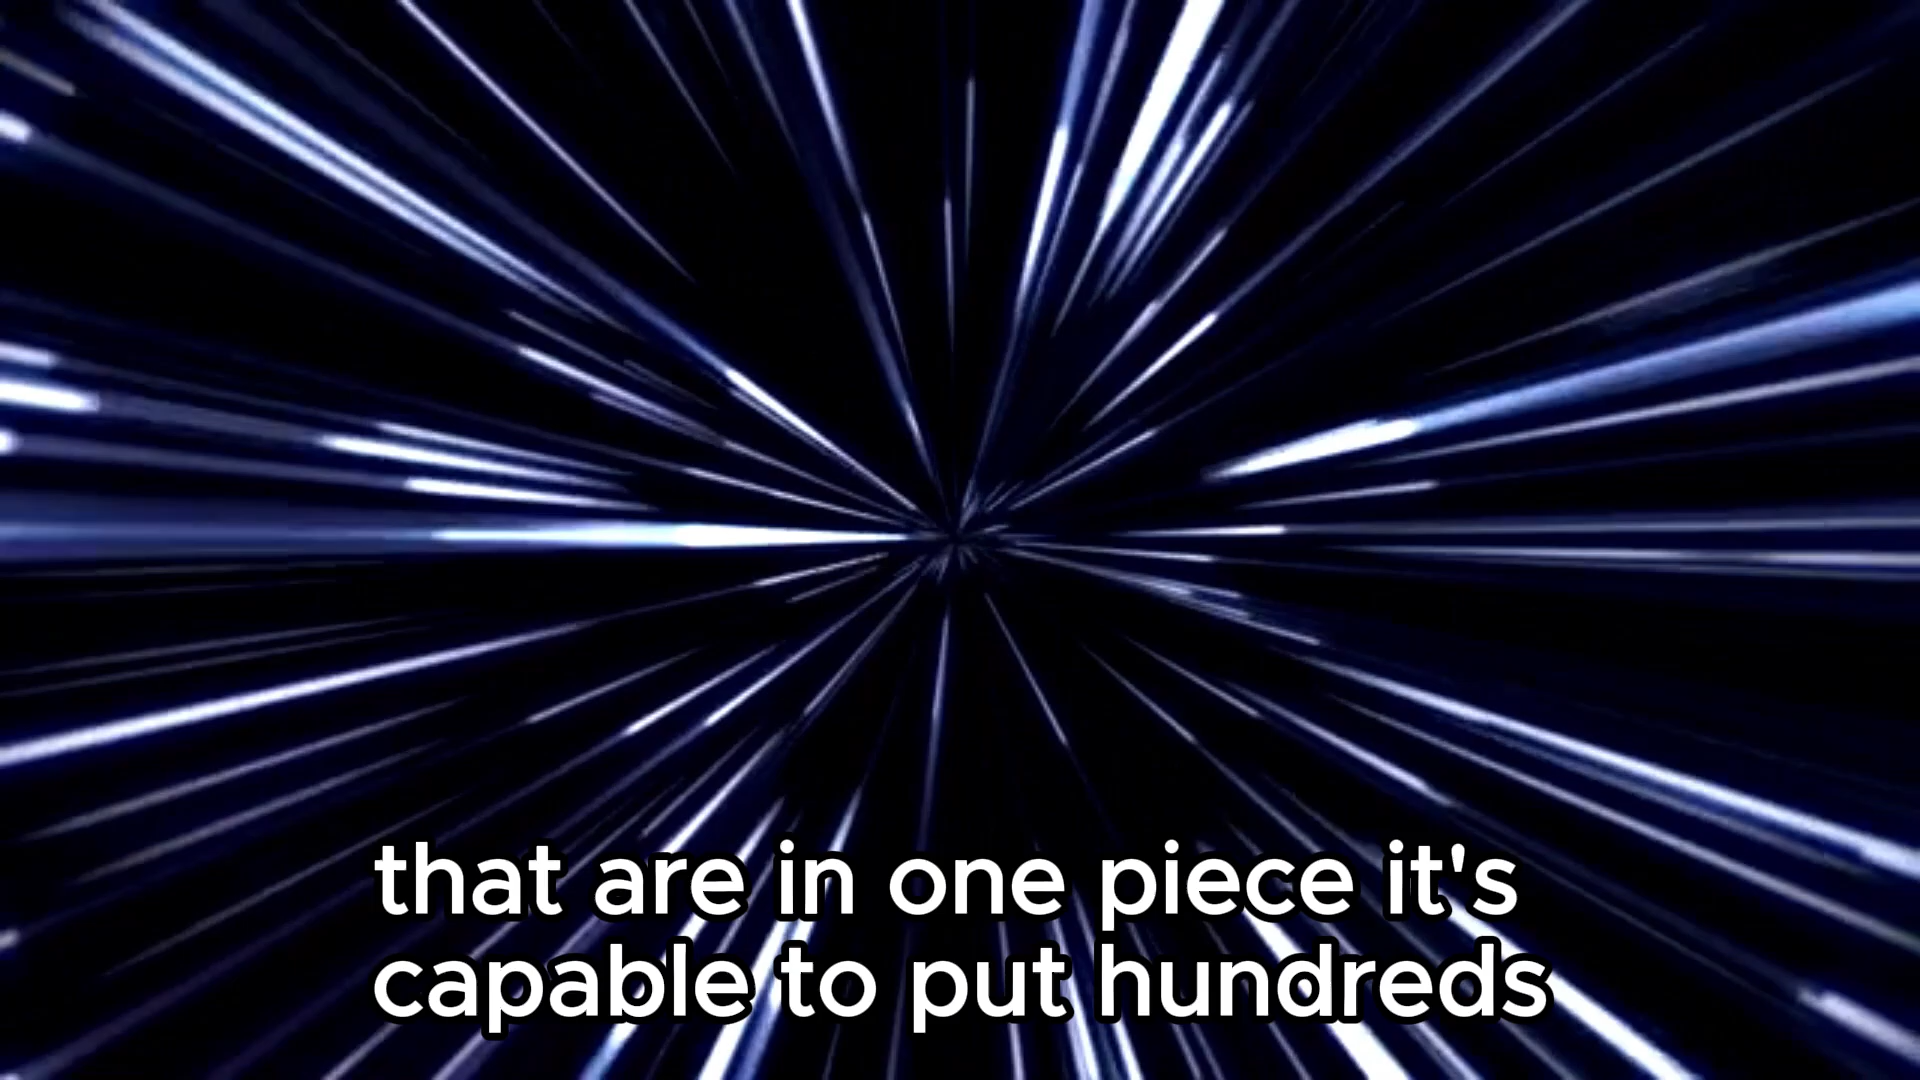 that are in one piece it's
capable to put hundreds